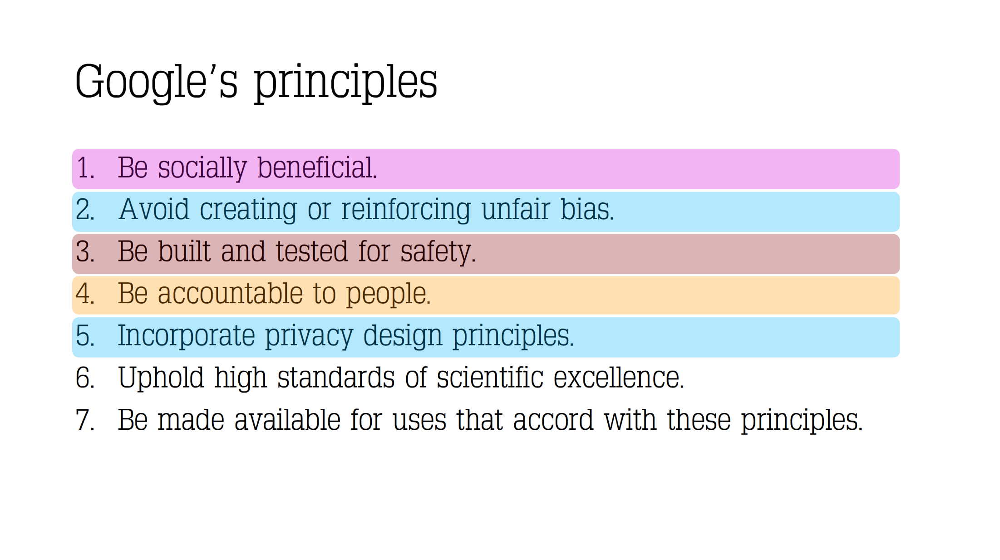 Google’s principles
1. Be socially beneficial.
2. Avoid creating or reinforcing unfair bias.
3. Be built and tested for safety.
4. Be accountable to people.
5. Incorporate privacy design principles.
6. Uphold high standards of scientific excellence.
7. Be made available for uses that accord with these principles.